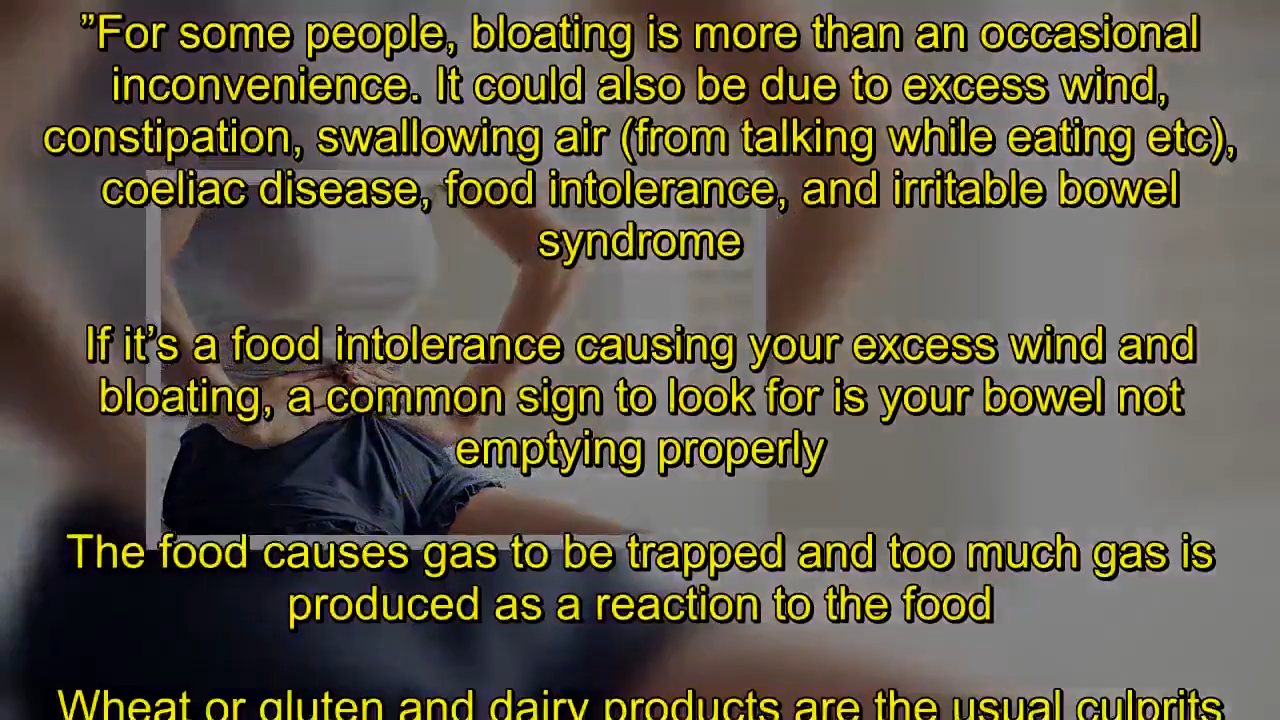 ”For some people, bloating is more than an occasional
inconvenience. It could also be due to excess wind,
constipation, swallowing air (from talking while eating etc),
coeliac disease, food intolerance, and irritable bowel
syndrome
If it’s a food intolerance causing your excess wind and
bloating, a common sign to look for is your bowel not
emptying properly
The food causes gas to be trapped and too much gas is
produced as a reaction to the food
Wheat or gluten and dairy products are the usual culprits